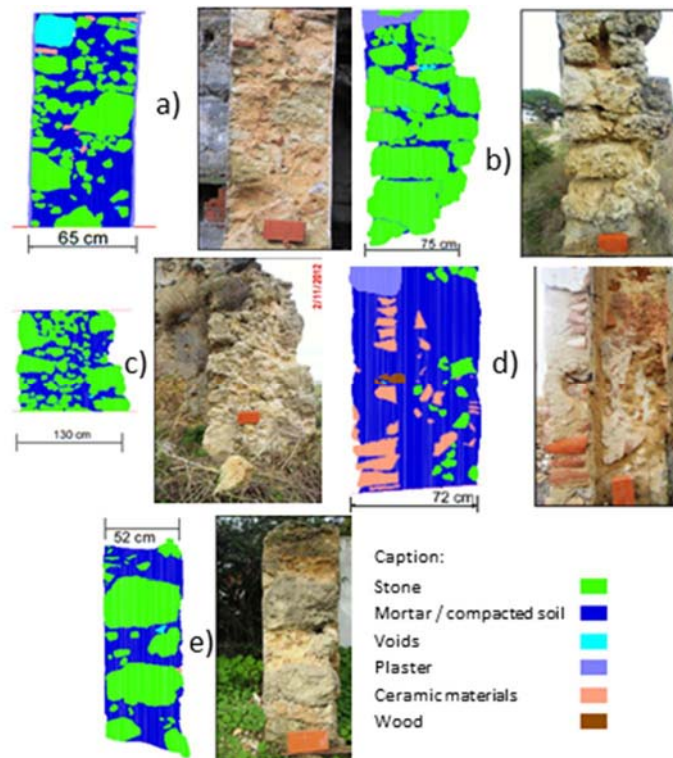 a)
65 cm
b)
75 cm
c)
130 cm
2/11/2012
d)
72 cm
e)
52 cm
Caption:
Stone
Mortar / compacted soil
Voids
Plaster
Ceramic materials
Wood